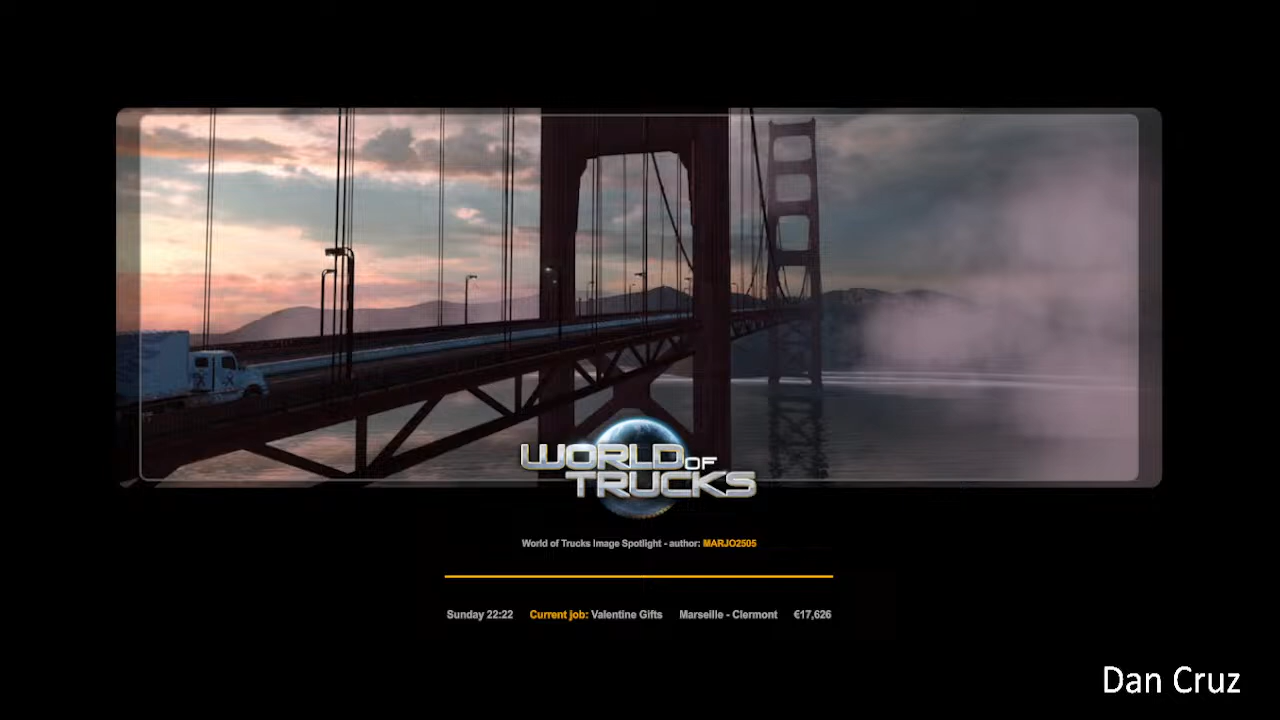 WORLD OF
TRUCKS
World of Trucks Image Spotlight - author: MARJO2505
Sunday 22:22 Current job: Valentine Gifts Marseille - Clermont €17,626
Dan Cruz